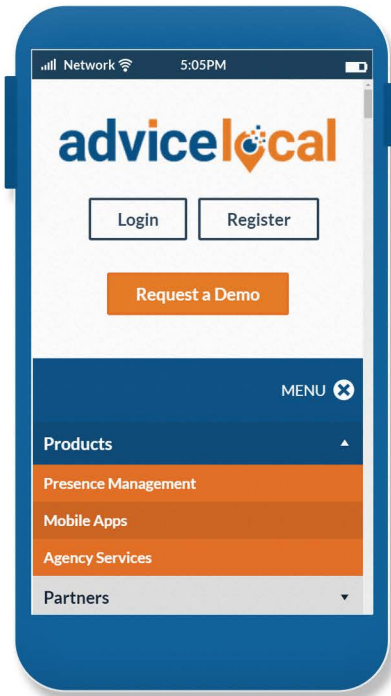 Network 5:05PM
advicelocal
Login Register
Request a Demo
MENU
Products
Presence Management
Mobile Apps
Agency Services
Partners